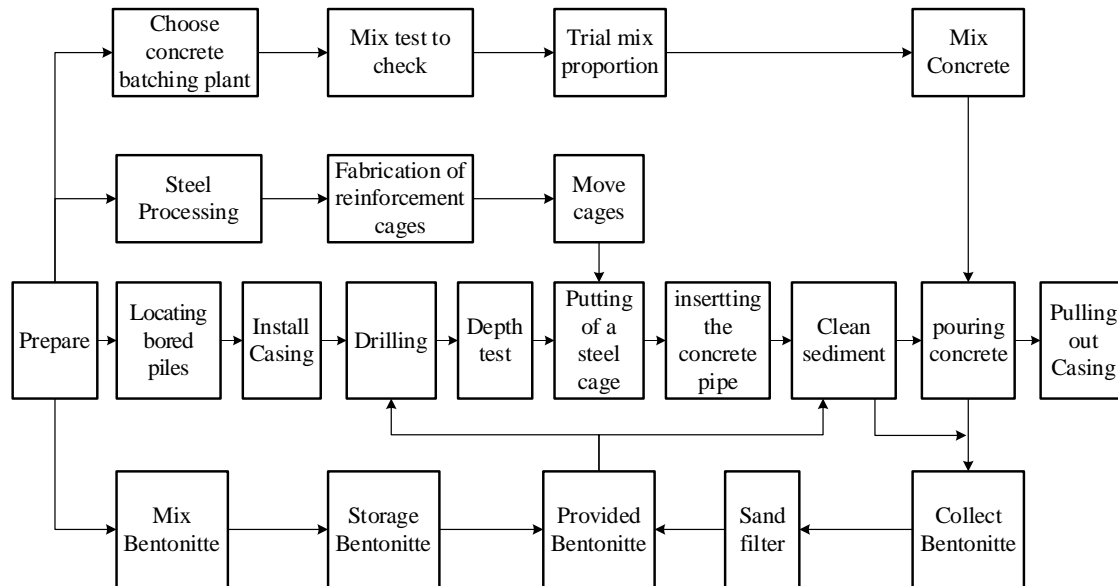 Choose
concrete
batching plant
Mix test to
check
Trial mix
proportion
Mix
Concrete
Steel
Processing
Fabrication of
reinforcement
cages
Move
cages
Prepare
Locating
bored
piles
Install
Casing
Drilling
Depth
test
Putting
of a
steel
cage
insertting
the
concrete
pipe
Clean
sediment
pouring
concrete
Pulling
out
Casing
Mix
Bentonitte
Storage
Bentonitte
Provided
Bentonitte
Sand
filter
Collect
Bentonitte